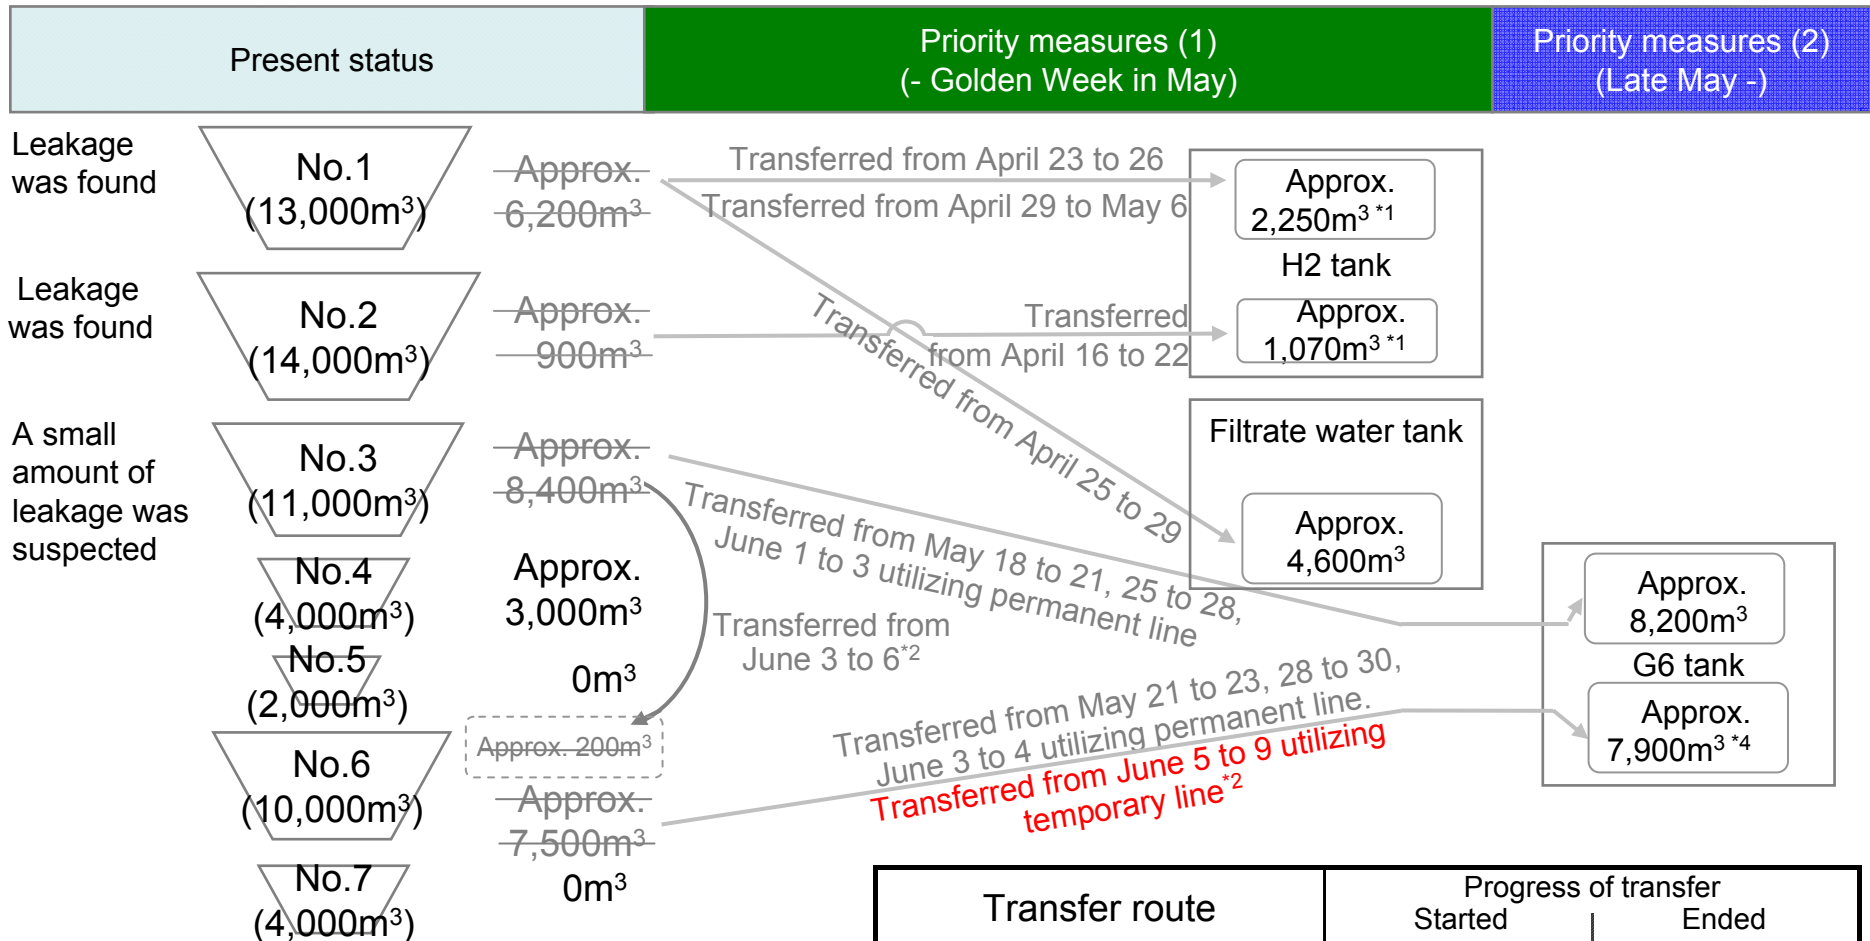 Present status
Priority measures (1)
(- Golden Week in May)
Priority measures (2)
(Late May -)
Leakage
was found
No.1
(13,000m³)
Approx.
6,200m³
Transferred from April 23 to 26
Transferred from April 29 to May 6
Approx.
2,250m³ *1
H2 tank
Leakage
was found
No.2
(14,000m³)
Approx.
900m³
Transferred
from April 16 to 22
Approx.
1,070m³ *1
Transferred from April 25 to 29
Filtrate water tank
Approx.
4,600m³
A small
amount of
leakage was
suspected
No.3
(11,000m³)
Approx.
8,400m³
Transferred from May 18 to 21, 25 to 28,
June 1 to 3 utilizing permanent line
Transferred from
June 3 to 6*2
Approx.
8,200m³
G6 tank
Approx.
7,900m³ *4
No.4
(4,000m³)
Approx.
3,000m³
No.5
(2,000m³)
0m³
Approx. 200m³
No.6
(10,000m³)
Approx.
7,500m³
Transferred from May 21 to 23, 28 to 30,
June 3 to 4 utilizing permanent line.
Transferred from June 5 to 9 utilizing
temporary line*2
No.7
(4,000m³)
0m³
Transfer route
Progress of transfer
Started
Ended